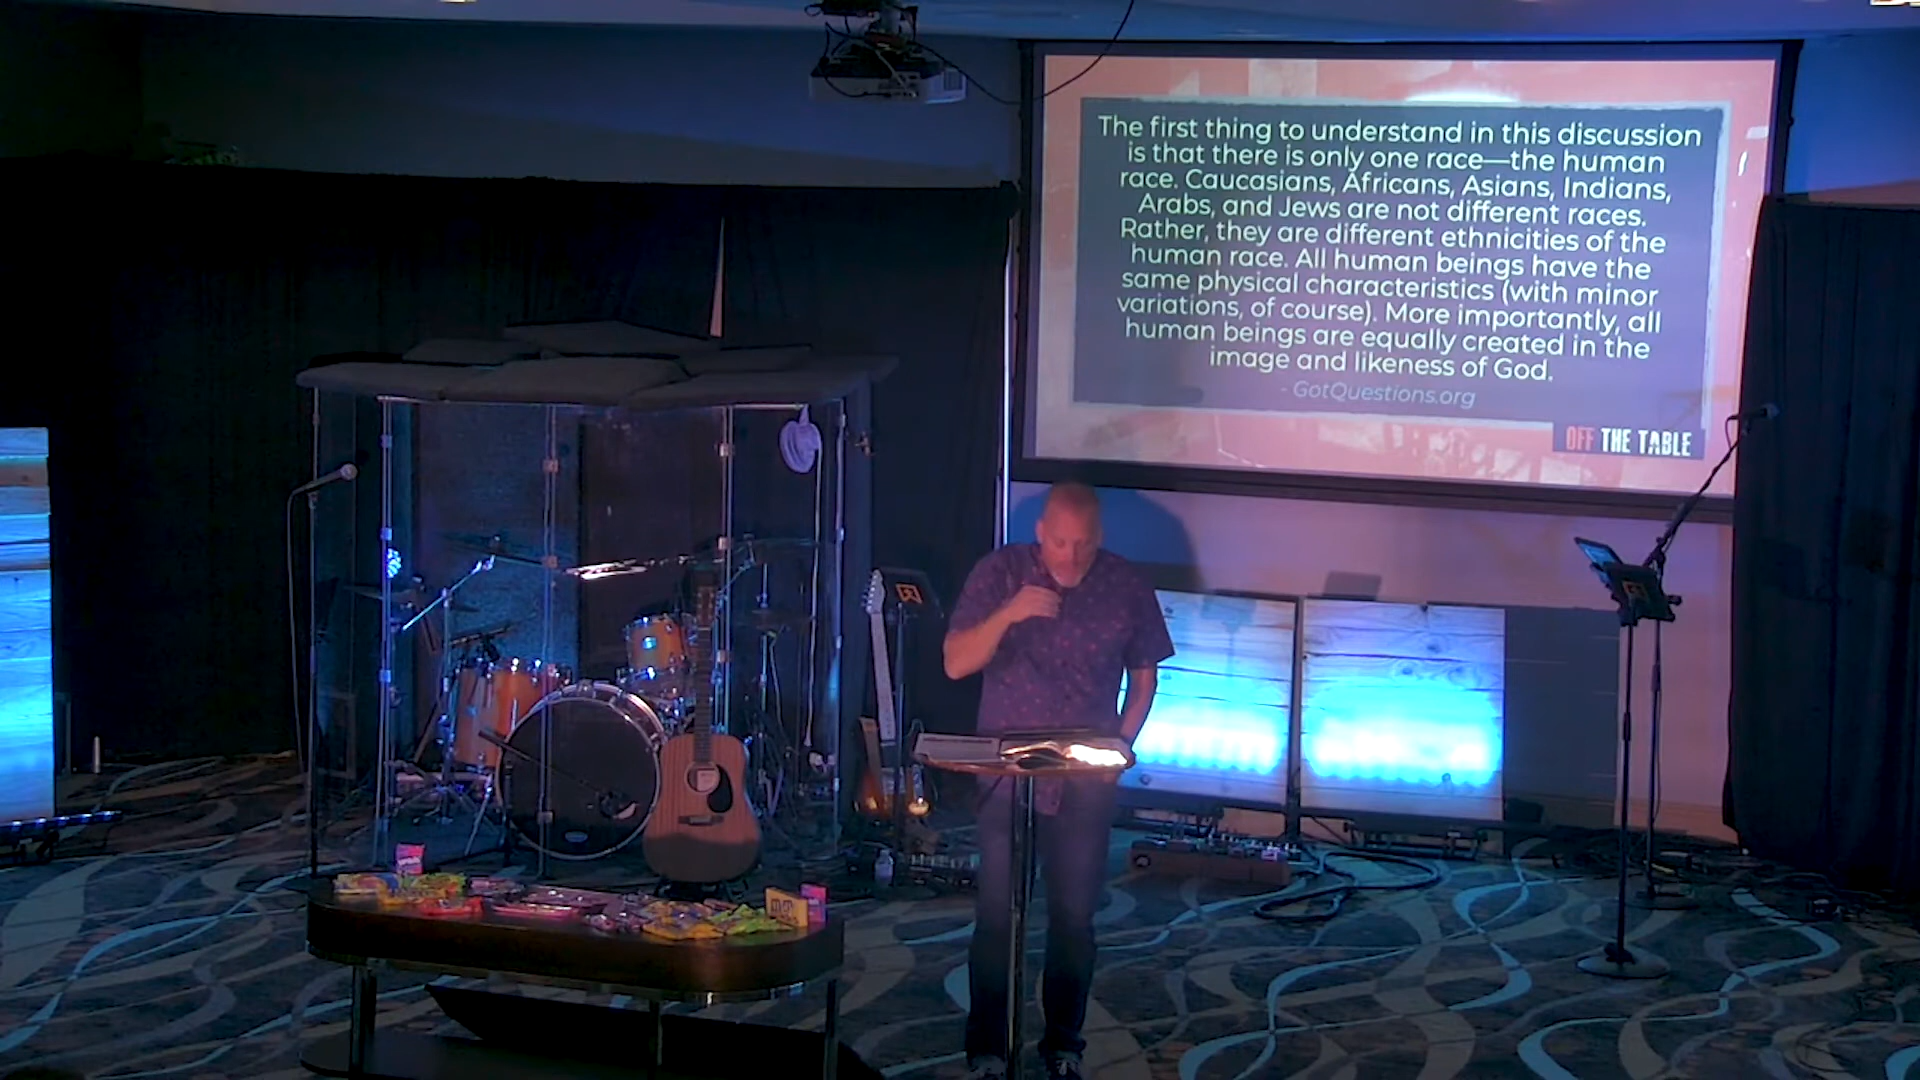 The first thing to understand in this discussion
is that there is only one race—the human
race. Caucasians, Africans, Asians, Indians,
Arabs, and Jews are not different races.
Rather, they are different ethnicities of the
human race. All human beings have the
same physical characteristics (with minor
variations, of course). More importantly, all
human beings are equally created in the
image and likeness of God.
- GotQuestions.org
OFF THE TABLE